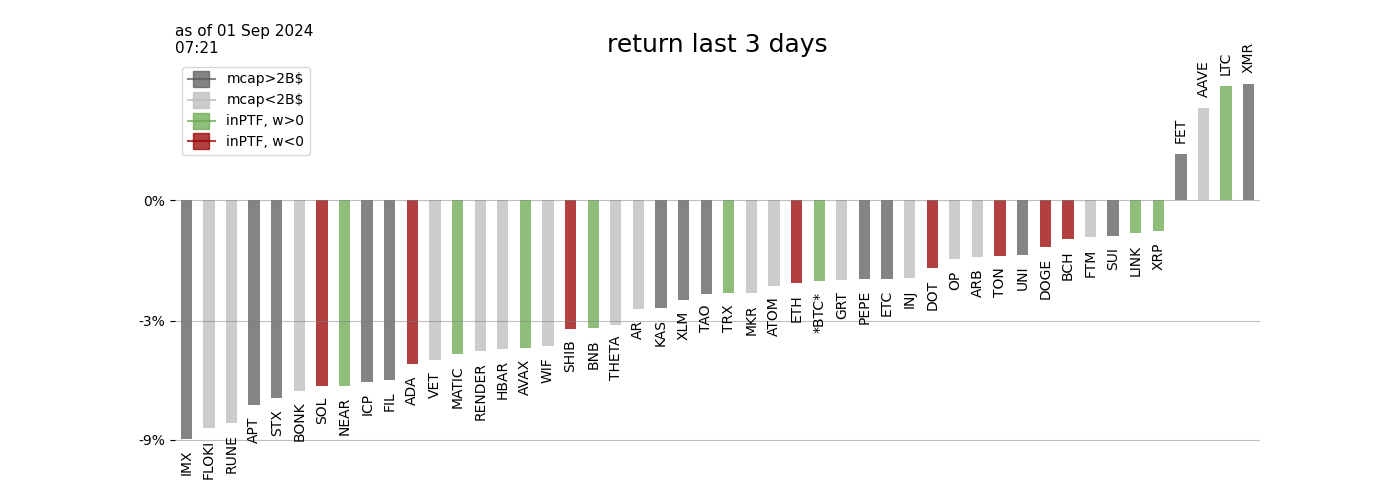 as of 01 Sep 2024
07:21
return last 3 days
mcap>2B$
mcap<2B$
inPTF, w>0
inPTF, w<0
0%
-3%
-9%
IMX
FLOKI
RUNE
APT
STX
BONK
SOL
NEAR
ICP
FIL
ADA
VET
MATIC
RENDER
HBAR
AVAX
WIF
SHIB
BNB
THETA
AR
KAS
XLM
TAO
TRX
MKR
ATOM
ETH
*BTC*
GRT
PEPE
ETC
INJ
DOT
OP
ARB
TON
UNI
DOGE
BCH
FTM
SUI
LINK
XRP
FET
AAVE
LTC
XMR